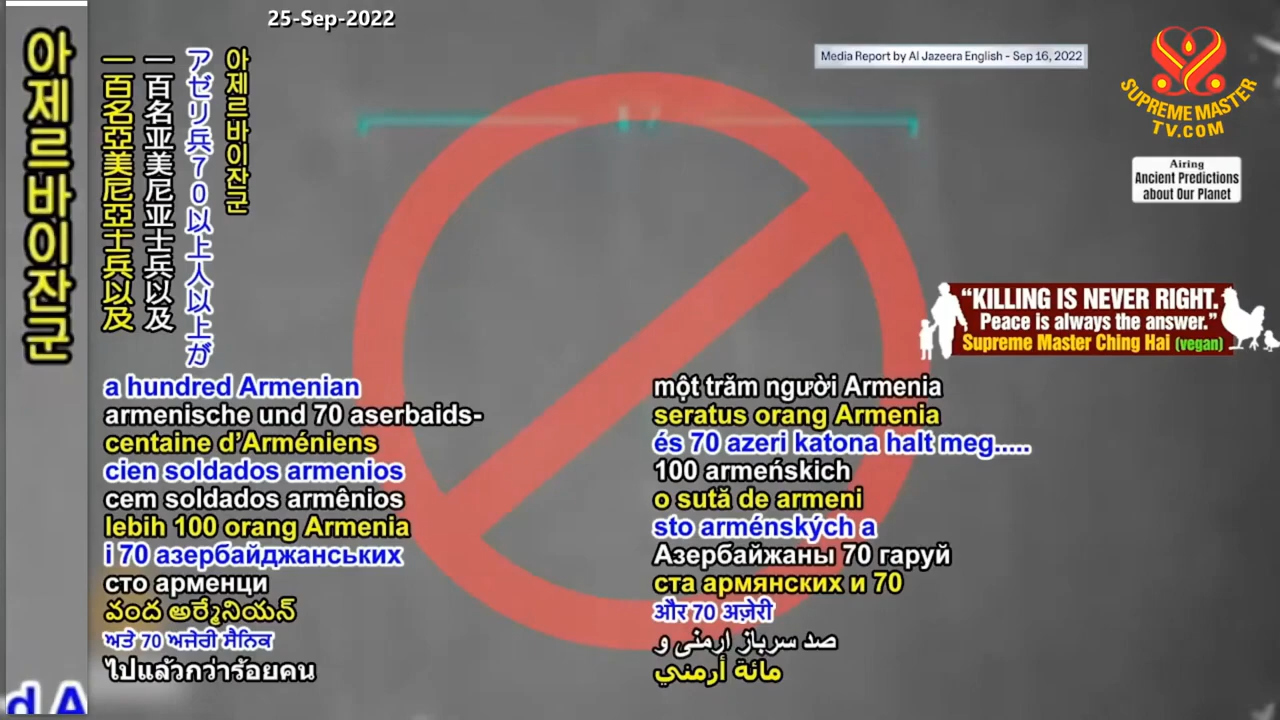 아제르바이잔군
25-Sep-2022
一百名亞美尼亞士兵以及
一百名亚美尼亚士兵以及
アゼリ兵70以上人以上が
아제르바이잔군
Media Report by Al Jazeera English - Sep 16, 2022
SUPREME MASTER
TV.COM
Airing
Ancient Predictions
about Our Planet
“KILLING IS NEVER RIGHT.
Peace is always the answer.”
Supreme Master Ching Hai (vegan)
a hundred Armenian
armenische und 70 aserbaids-
centaine d’Arméniens
cien soldados armenios
cem soldados armênios
lebih 100 orang Armenia
і 70 азербайджанських
сто арменци
వంద అర్మేనియన్
ਅਤੇ 70 ਅਜੇਰੀ ਸੈਨਿਕ
ไปแล้วกว่าร้อยคน
một trăm người Armenia
seratus orang Armenia
és 70 azeri katona halt meg.....
100 armeńskich
o sută de armeni
sto arménských a
Азербайжаны 70 гаруй
ста армянских и 70
और 70 अज़ेरी
صد سرباز ارمنی و
مائة أرمني
d A